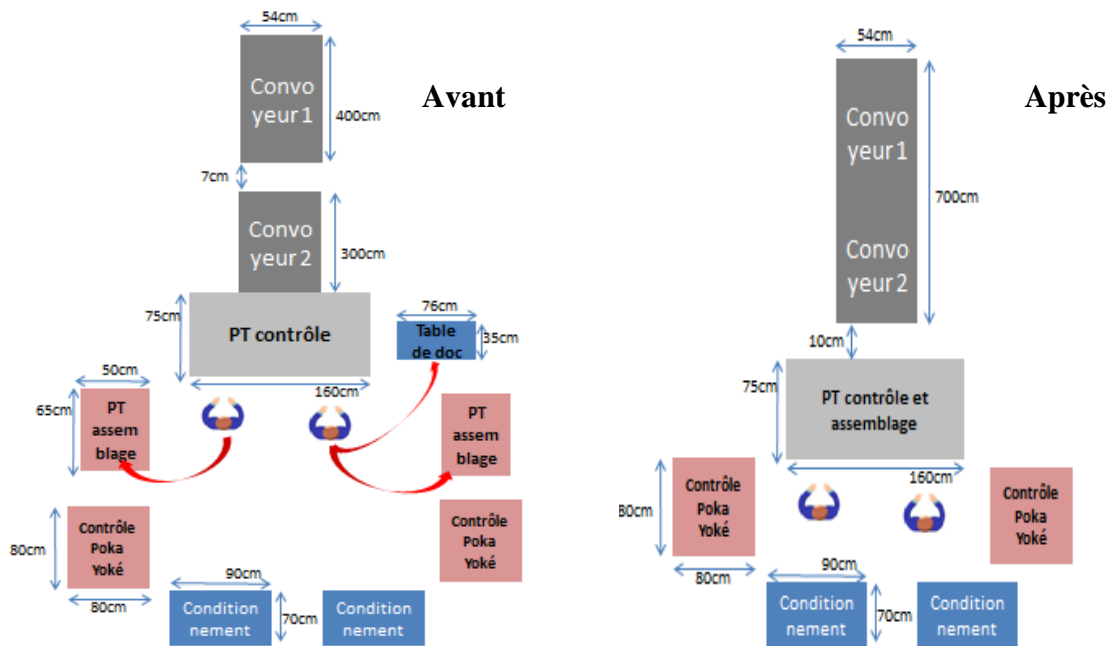 54cm
Convo
yeur 1
400cm
Avant
7cm
Convo
yeur 2
300cm
75cm
PT contrôle
76cm
Table
de doc
35cm
50cm
160cm
65cm
PT
assem
blage
PT
assem
blage
80cm
Contrôle
Poka
Yoké
Contrôle
Poka
Yoké
80cm
90cm
Condition
nement
70cm
Condition
nement
54cm
Après
Convo
yeur 1
700cm
Convo
yeur 2
10cm
75cm
PT contrôle et
assemblage
160cm
80cm
Contrôle
Poka
Yoké
Contrôle
Poka
Yoké
80cm
90cm
Condition
nement
70cm
Condition
nement